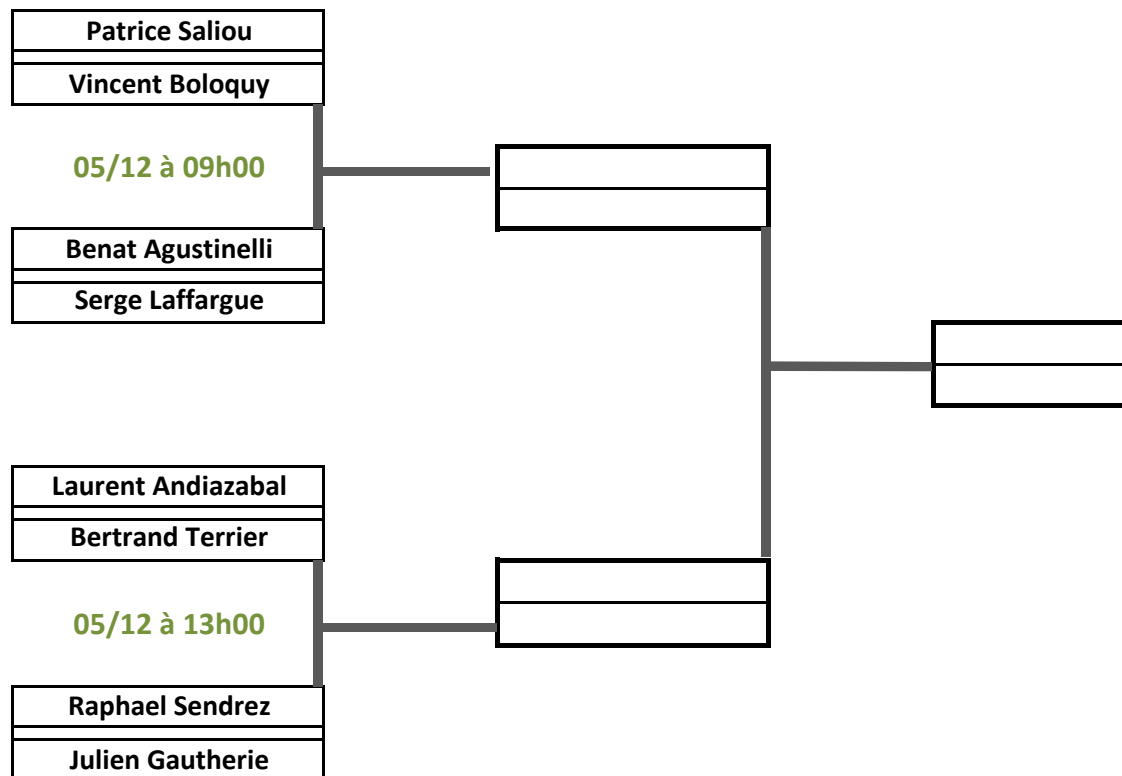 Patrice Saliou
Vincent Boloquy
05/12 à 09h00
Benat Agustinelli
Serge Laffargue
Laurent Andiazabal
Bertrand Terrier
05/12 à 13h00
Raphael Sendrez
Julien Gautherie